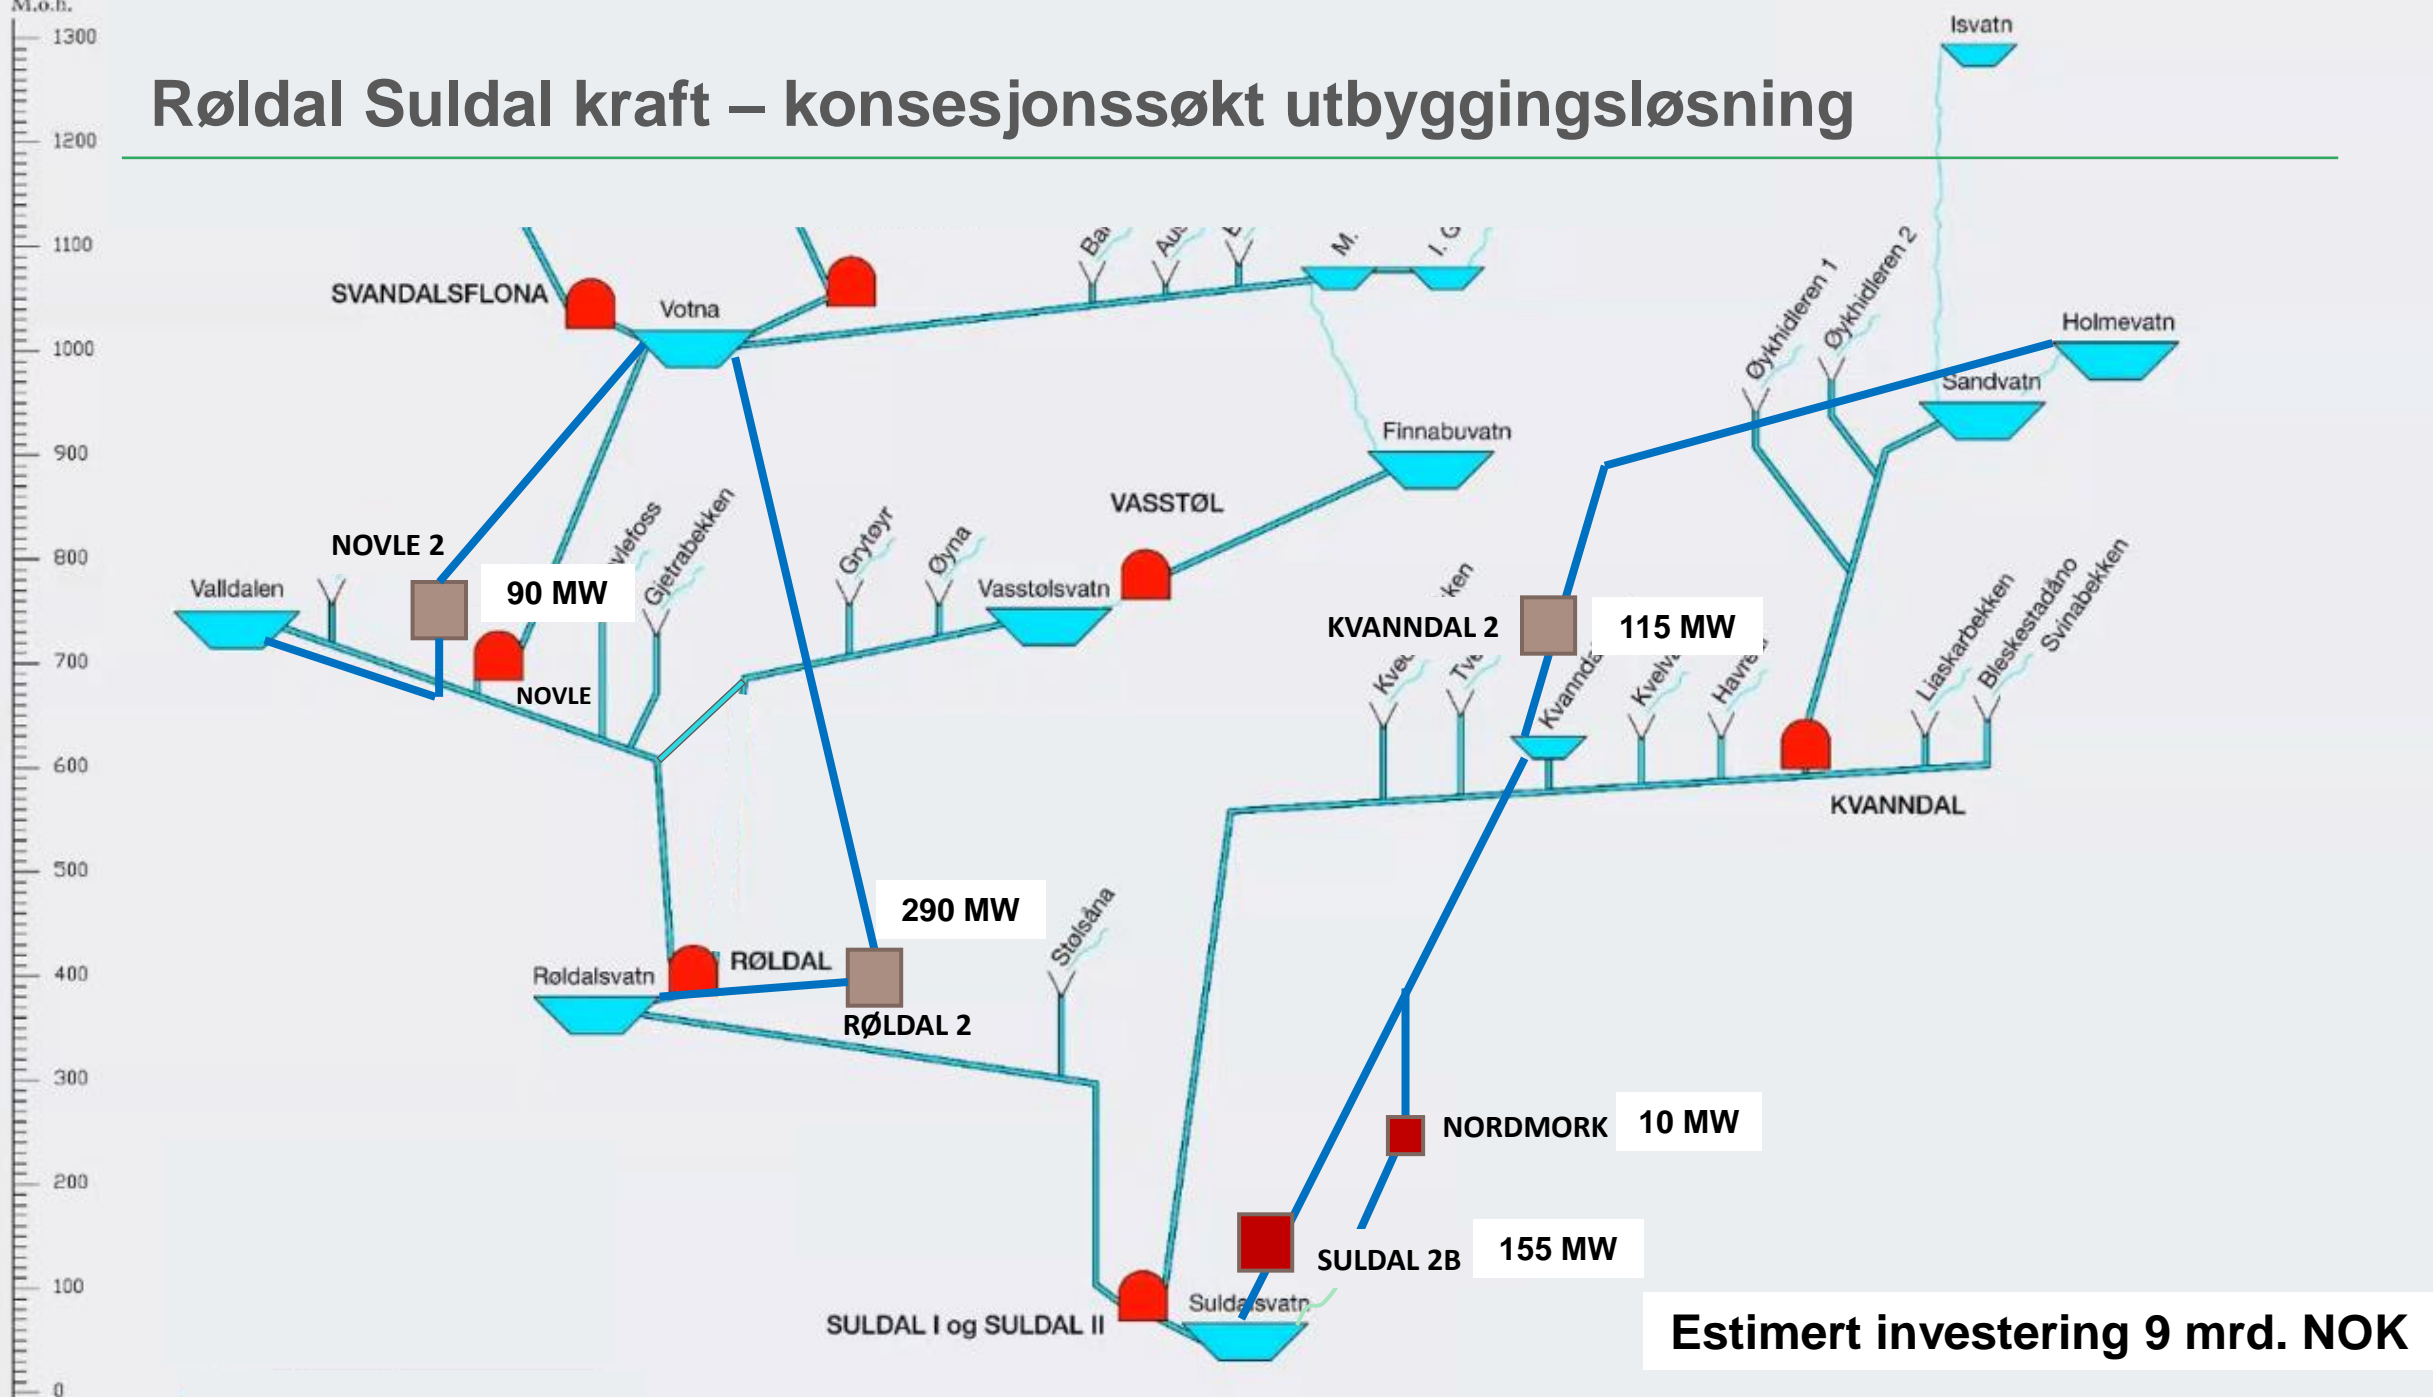 M.o.h.
1300
Isvatn
Røldal Suldal kraft – konsesjonssøkt utbyggingsløsning
1200
1100
M.
SVANDALSFLONA
Votna
Øykhidleren 1
Øykhidleren 2
Holmevatn
1000
Sandvatn
900
Finnabuvatn
VASSTØL
Gjetrabekken
Grytøyr
Øyna
NOVLE 2
800
Valldalen
90 MW
Vasstølsvatn
KVANNDAL 2
115 MW
Liaskarbekken
Bleskestadåno
Svinabekken
700
NOVLE
600
KVANNDAL
500
290 MW
Stølsåna
400
Røldalsvatn
RØLDAL
RØLDAL 2
300
NORDMORK
10 MW
200
SULDAL 2B
155 MW
100
SULDAL I og SULDAL II
Suldalsvatn
Estimert investering 9 mrd. NOK
0